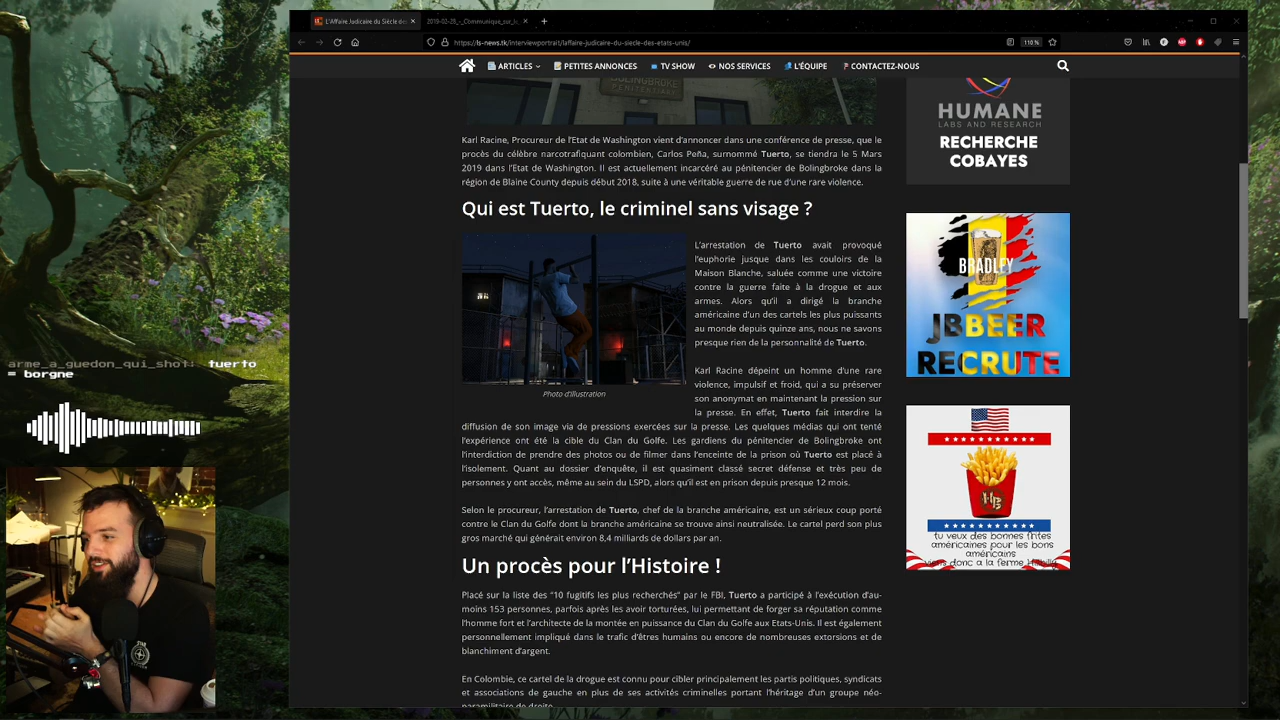 L'Affaire Judicaire du Siècle des
2019-02-28_-_Communique_sur_l
https://ls-news.tk/interviewportrait/laffaire-judicaire-du-siecle-des-etats-unis/
110 %
ARTICLES
PETITES ANNONCES
TV SHOW
NOS SERVICES
L'ÉQUIPE
CONTACTEZ-NOUS
BOLINGBROKE
PENITENTIARY
Karl Racine, Procureur de l'Etat de Washington vient d'annoncer dans une conférence de presse, que le
procès du célèbre narcotrafiquant colombien, Carlos Peña, surnommé Tuerto, se tiendra le 5 Mars
2019 dans l'Etat de Washington. Il est actuellement incarcéré au pénitencier de Bolingbroke dans la
région de Blaine County depuis début 2018, suite à une véritable guerre de rue d'une rare violence.
Qui est Tuerto, le criminel sans visage ?
L'arrestation de Tuerto avait provoqué
l'euphorie jusque dans les couloirs de la
Maison Blanche, saluée comme une victoire
contre la guerre faite à la drogue et aux
armes. Alors qu'il a dirigé la branche
américaine d'un des cartels les plus puissants
au monde depuis quinze ans, nous ne savons
presque rien de la personnalité de Tuerto.
Photo d'illustration
Karl Racine dépeint un homme d'une rare
violence, impulsif et froid, qui a su préserver
son anonymat en maintenant la pression sur
la presse. En effet, Tuerto fait interdire la
diffusion de son image via de pressions exercées sur la presse. Les quelques médias qui ont tenté
l'expérience ont été la cible du Clan du Golfe. Les gardiens du pénitencier de Bolingbroke ont
l'interdiction de prendre des photos ou de filmer dans l'enceinte de la prison où Tuerto est placé à
l'isolement. Quant au dossier d'enquête, il est quasiment classé secret défense et très peu de
personnes y ont accès, même au sein du LSPD, alors qu'il est en prison depuis presque 12 mois.
Selon le procureur, l'arrestation de Tuerto, chef de la branche américaine, est un sérieux coup porté
contre le Clan du Golfe dont la branche américaine se trouve ainsi neutralisée. Le cartel perd son plus
gros marché qui générait environ 8,4 milliards de dollars par an.
Un procès pour l'Histoire !
Placé sur la liste des "10 fugitifs les plus recherchés" par le FBI, Tuerto a participé à l'exécution d'au-
moins 153 personnes, parfois après les avoir torturées, lui permettant de forger sa réputation comme
l'homme fort et l'architecte de la montée en puissance du Clan du Golfe aux Etats-Unis. Il est également
personnellement impliqué dans le trafic d'êtres humains ou encore de nombreuses extorsions et de
blanchiment d'argent.
En Colombie, ce cartel de la drogue est connu pour cibler principalement les partis politiques, syndicats
et associations de gauche en plus de ses activités criminelles portant l'héritage d'un groupe néo-
paramilitaire de droite.
HUMANE
LABS AND RESEARCH
RECHERCHE
COBAYES
BRADLEY
JBBEER
RECRUTE
tu veux des bonnes frites
américaines pour les bons
américains
viens donc a la ferme
arme_a_guedon_qui_shot: tuerto
= borgne